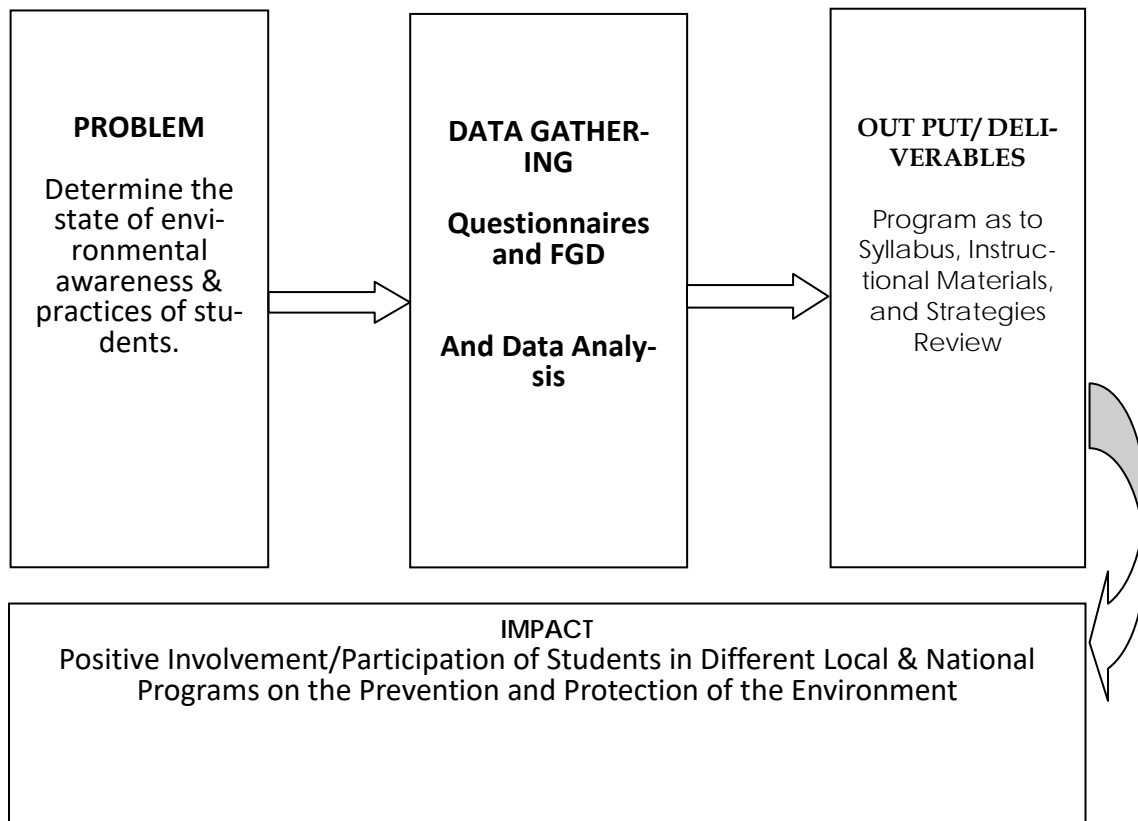 PROBLEM
Determine the
state of envi-
ronmental
awareness &
practices of stu-
dents.
DATA GATHER-
ING
Questionnaires
and FGD
And Data Analy-
sis
OUT PUT/ DELI-
VERABLES
Program as to
Syllabus, Instruc-
tional Materials,
and Strategies
Review
IMPACT
Positive Involvement/Participation of Students in Different Local & National
Programs on the Prevention and Protection of the Environment